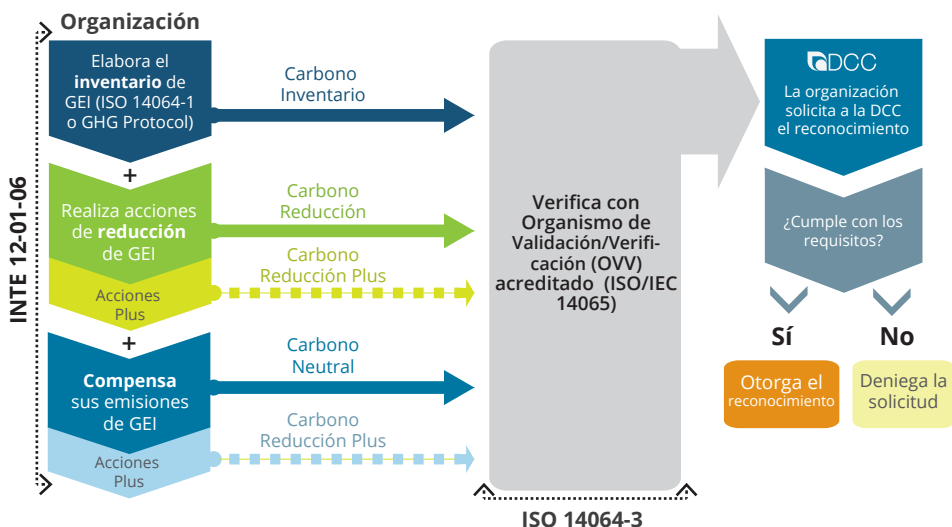 Organización
INTE 12-01-06
Elabora el
inventario de
GEI (ISO 14064-1
o GHG Protocol)
Carbono
Inventario
+
Realiza acciones
de reducción
de GEI
Carbono
Reducción
Acciones
Plus
Carbono
Reducción Plus
+
Compensa
sus emisiones
de GEI
Carbono
Neutral
Acciones
Plus
Carbono
Reducción Plus
Verifica con
Organismo de
Validación/Verifi-
cación (OVV)
acreditado (ISO/IEC
14065)
ISO 14064-3
DCC
La organización
solicita a la DCC
el reconocimiento
¿Cumple con los
requisitos?
Sí
No
Otorga el
reconocimiento
Deniega la
solicitud